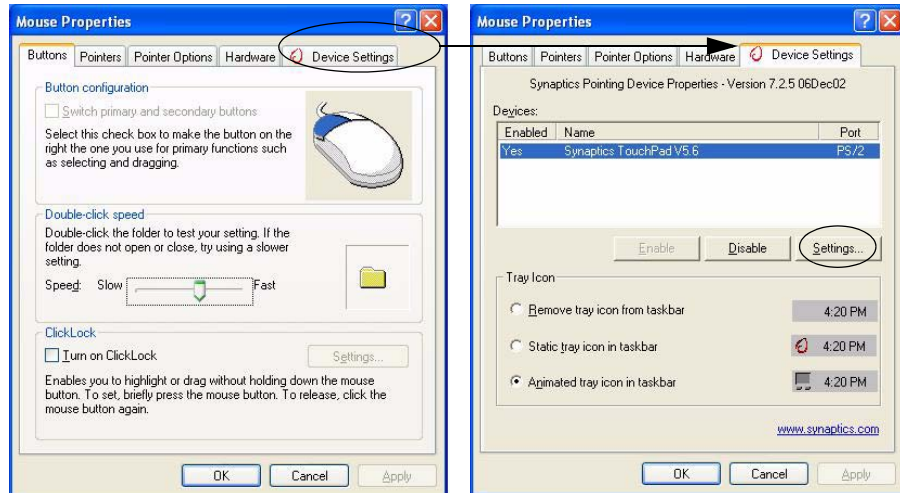 Mouse Properties
Buttons Pointers Pointer Options Hardware Device Settings
Button configuration
Switch primary and secondary buttons
Select this check box to make the button on the
right the one you use for primary functions such
as selecting and dragging.
Double-click speed
Double-click the folder to test your setting. If the
folder does not open or close, try using a slower
setting.
Speed: Slow Fast
ClickLock
Turn on ClickLock
Settings...
Enables you to highlight or drag without holding down the mouse
button. To set, briefly press the mouse button. To release, click the
mouse button again.
OK Cancel Apply
Mouse Properties
Buttons Pointers Pointer Options Hardware Device Settings
Synaptics Pointing Device Properties - Version 7.2.5 06Dec02
Devices:
Enabled Name Port
Yes Synaptics TouchPad V5.6 PS/2
Enable Disable Settings...
Tray Icon
Remove tray icon from taskbar 4:20 PM
Static tray icon in taskbar 4:20 PM
Animated tray icon in taskbar 4:20 PM
www.synaptics.com
OK Cancel Apply